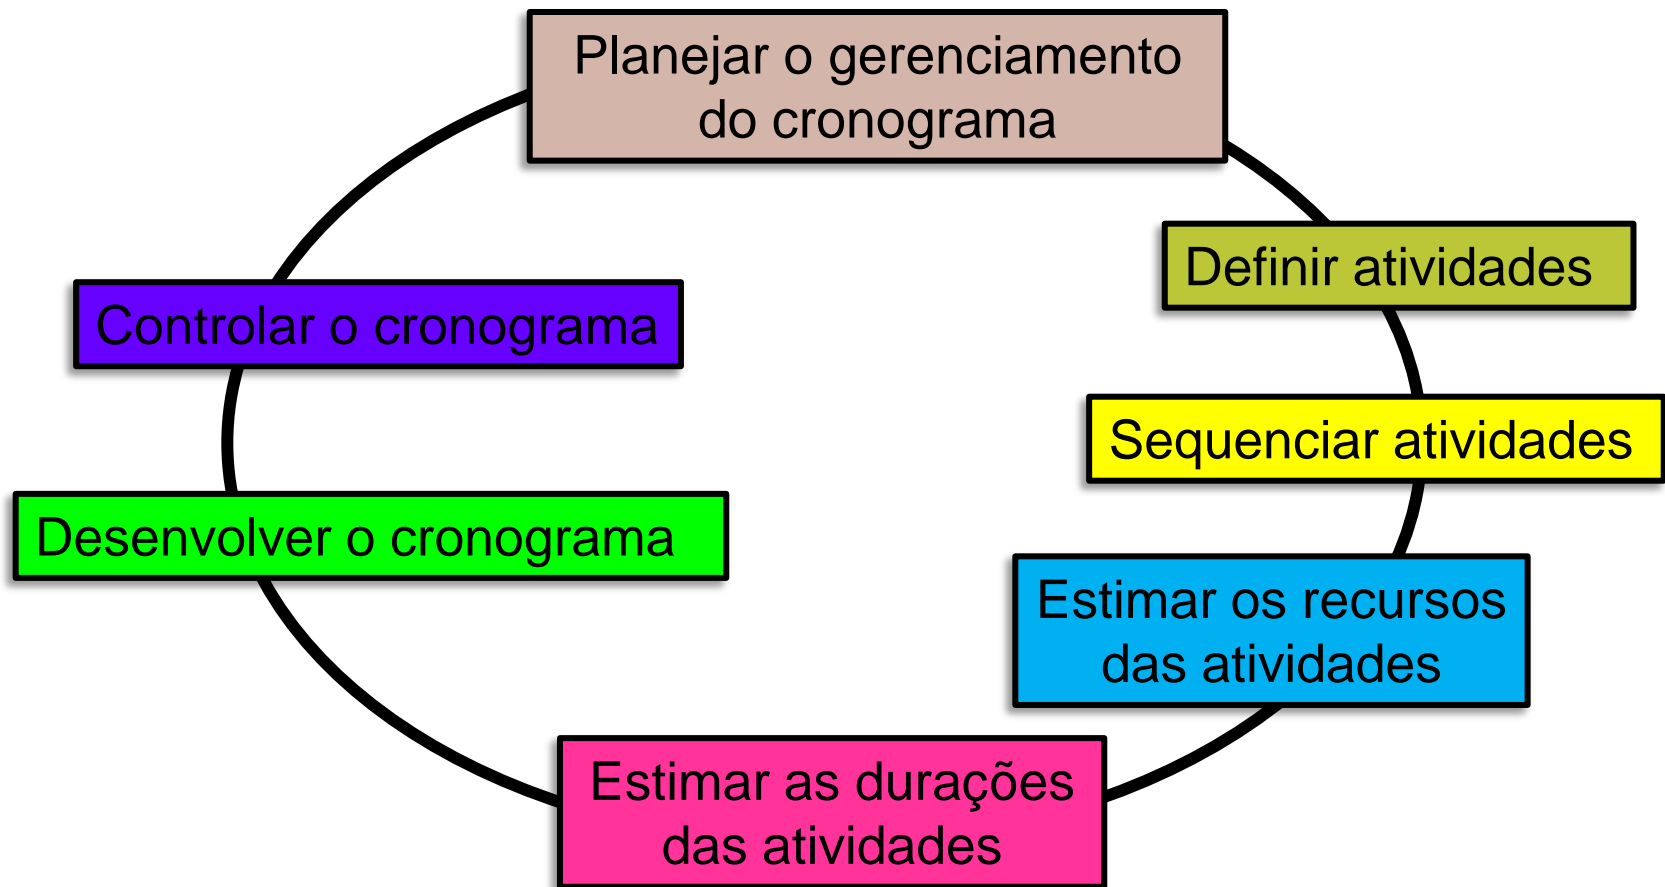 Planejar o gerenciamento
do cronograma
Definir atividades
Sequenciar atividades
Estimar os recursos
das atividades
Estimar as durações
das atividades
Desenvolver o cronograma
Controlar o cronograma